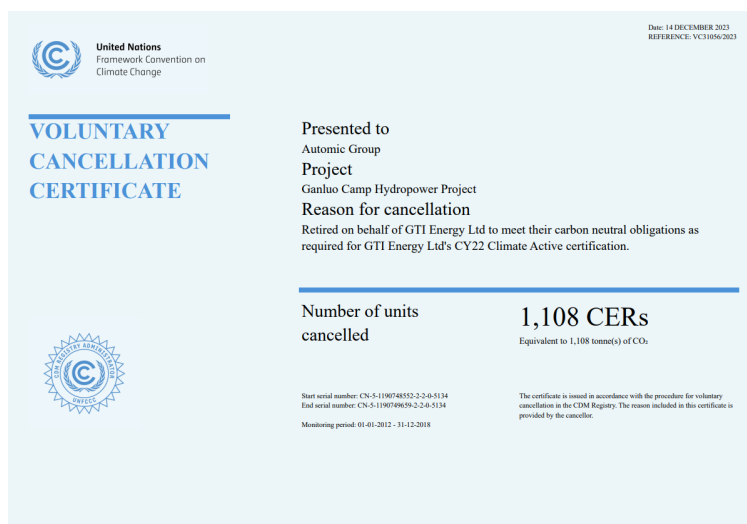 Date: 14 DECEMBER 2023
REFERENCE: VC31056/2023
United Nations
Framework Convention on
Climate Change
VOLUNTARY
CANCELLATION
CERTIFICATE
Presented to
Automic Group
Project
Ganluo Camp Hydropower Project
Reason for cancellation
Retired on behalf of GTI Energy Ltd to meet their carbon neutral obligations as
required for GTI Energy Ltd's CY22 Climate Active certification.
Number of units
cancelled
1,108 CERs
Equivalent to 1,108 tonne(s) of CO₂
CDM REGISTRY ADMINISTRATOR
UNFCCC
Start serial number: CN-5-1190748552-2-2-0-5134
End serial number: CN-5-1190749659-2-2-0-5134
Monitoring period: 01-01-2012 - 31-12-2018
The certificate is issued in accordance with the procedure for voluntary
cancellation in the CDM Registry. The reason included in this certificate is
provided by the cancellor.